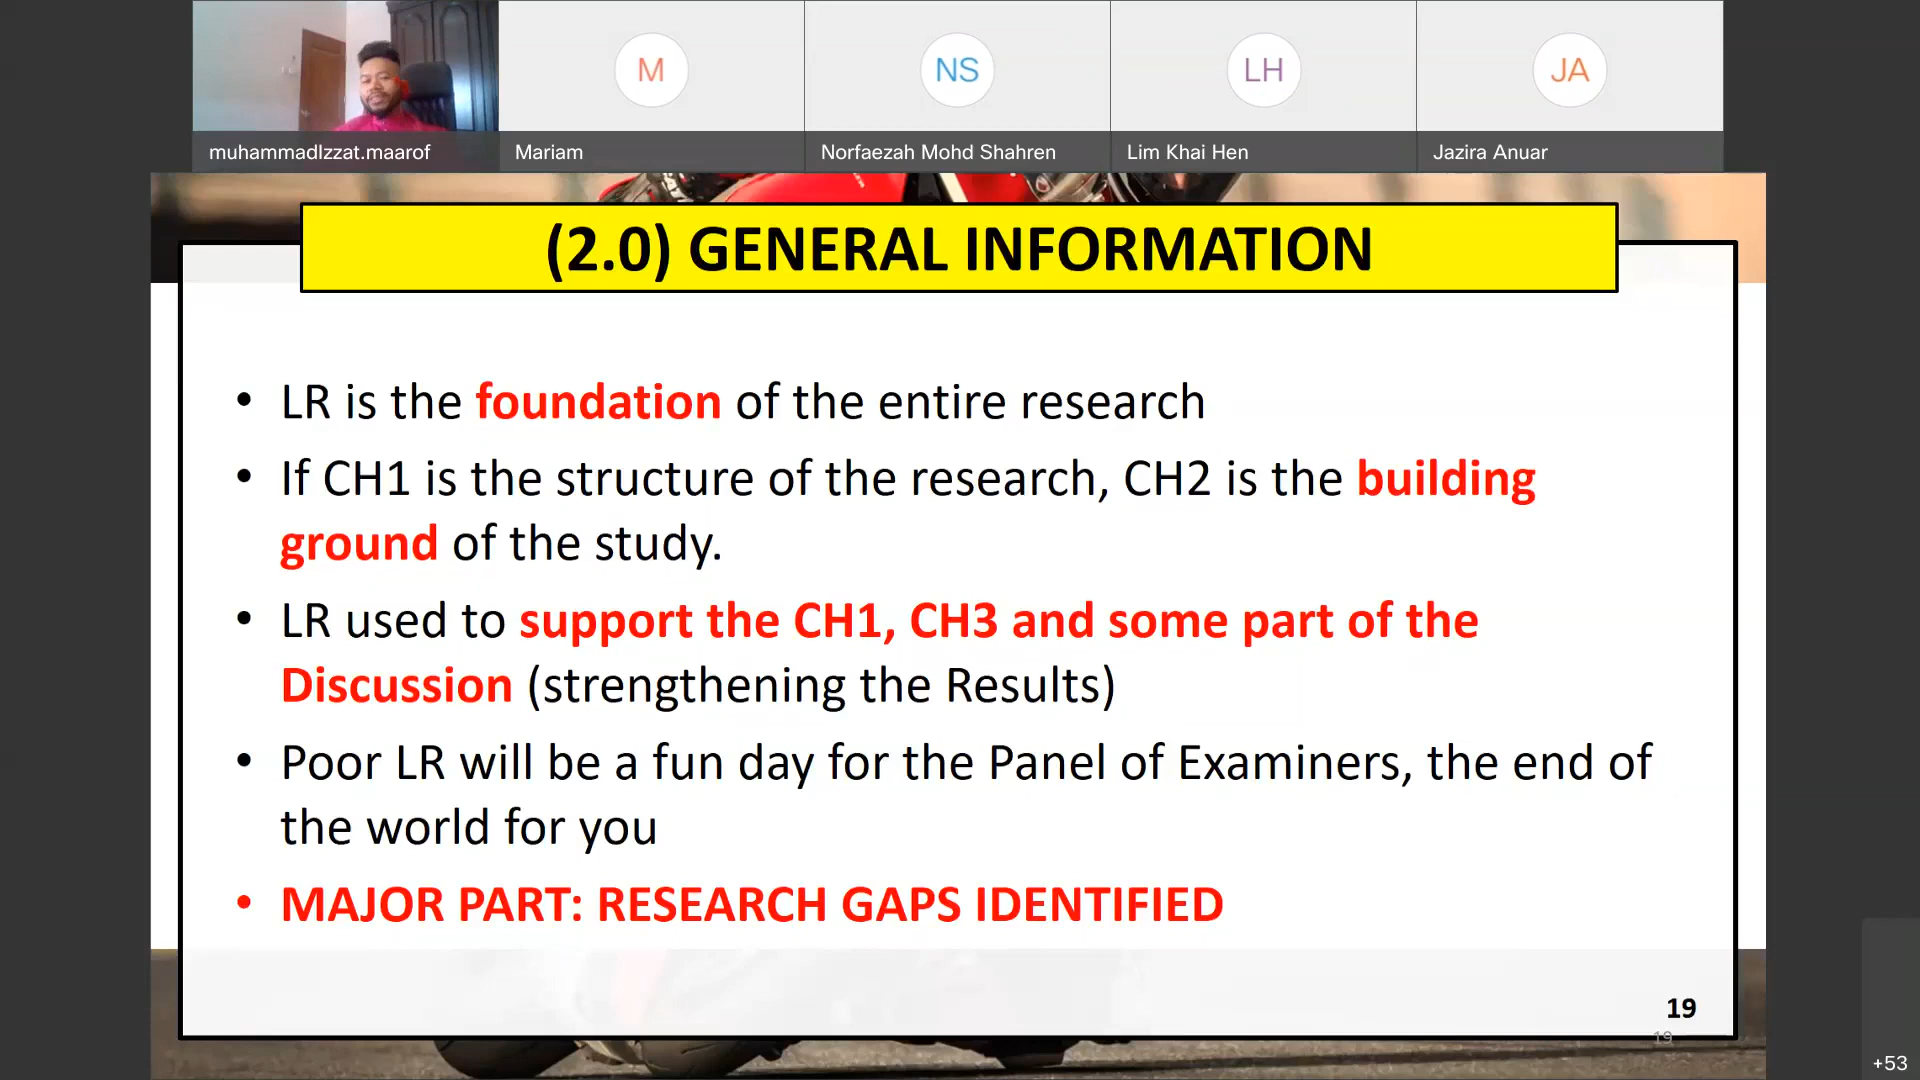 M
NS
LH
JA
muhammadIzzat.maarof
Mariam
Norfaezah Mohd Shahren
Lim Khai Hen
Jazira Anuar
(2.0) GENERAL INFORMATION
• LR is the foundation of the entire research
• If CH1 is the structure of the research, CH2 is the building
ground of the study.
• LR used to support the CH1, CH3 and some part of the
Discussion (strengthening the Results)
• Poor LR will be a fun day for the Panel of Examiners, the end of
the world for you
• MAJOR PART: RESEARCH GAPS IDENTIFIED
19
19
+53